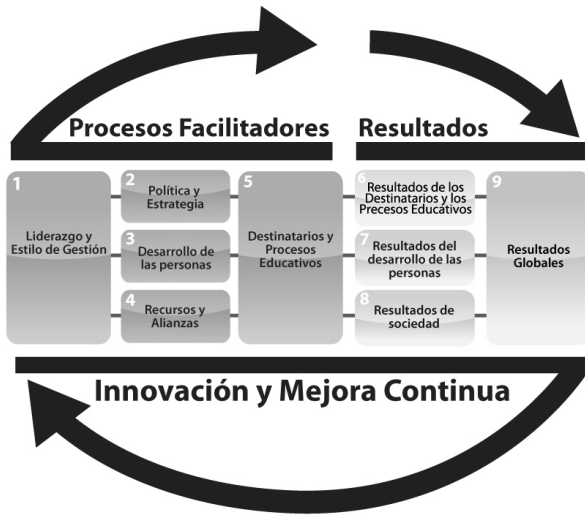 Procesos Facilitadores
Resultados
1
Liderazgo y
Estilo de Gestión
2
Política y
Estrategia
3
Desarrollo de
las personas
4
Recursos y
Alianzas
5
Destinatarios y
Procesos
Educativos
6
Resultados de los
Destinatarios y los
Precesos Educativos
7
Resultados del
desarrollo de las
personas
8
Resultados de
sociedad
9
Resultados
Globales
Innovación y Mejora Continua